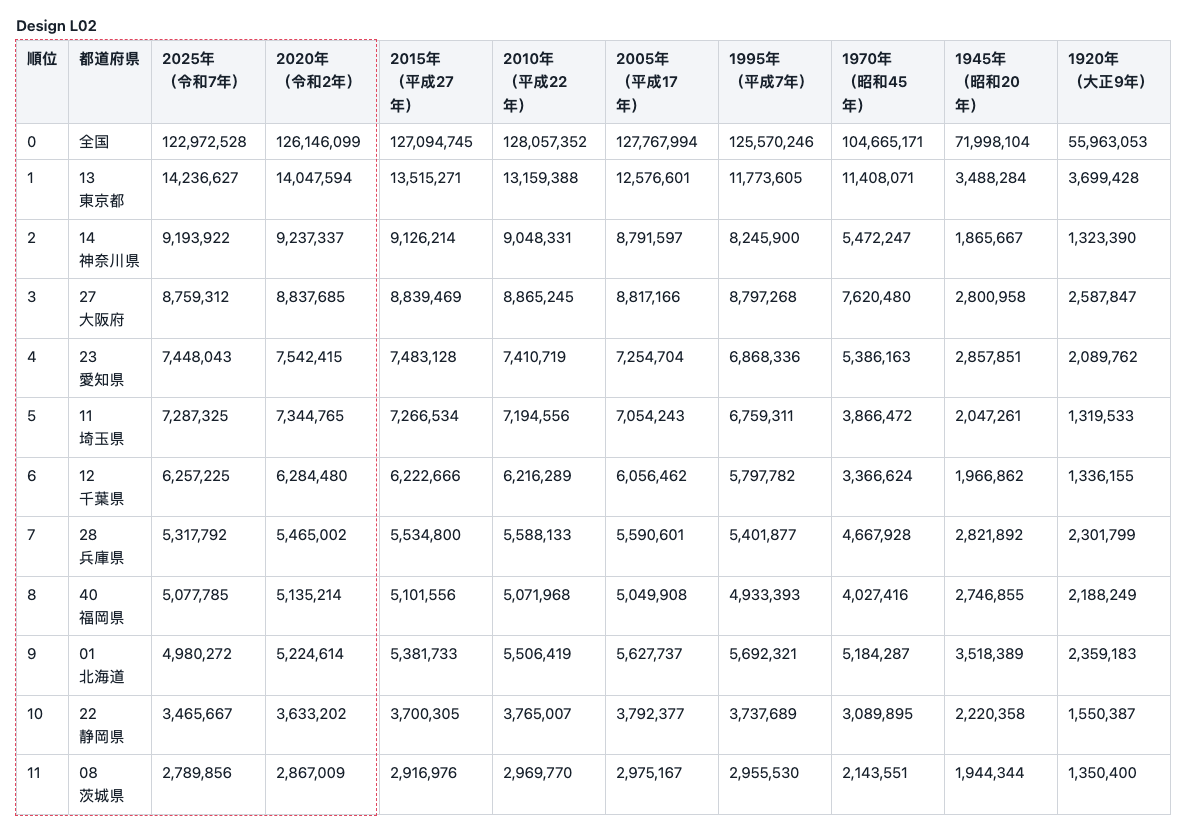 Design L02
順位 都道府県 2025年（令和7年） 2020年（令和2年） 2015年（平成27年） 2010年（平成22年） 2005年（平成17年） 1995年（平成7年） 1970年（昭和45年） 1945年（昭和20年） 1920年（大正9年）
0 全国 122,972,528 126,146,099 127,094,745 128,057,352 127,767,994 125,570,246 104,665,171 71,998,104 55,963,053
1 13 東京都 14,236,627 14,047,594 13,515,271 13,159,388 12,576,601 11,773,605 11,408,071 3,488,284 3,699,428
2 14 神奈川県 9,193,922 9,237,337 9,126,214 9,048,331 8,791,597 8,245,900 5,472,247 1,865,667 1,323,390
3 27 大阪府 8,759,312 8,837,685 8,839,469 8,865,245 8,817,166 8,797,268 7,620,480 2,800,958 2,587,847
4 23 愛知県 7,448,043 7,542,415 7,483,128 7,410,719 7,254,704 6,868,336 5,386,163 2,857,851 2,089,762
5 11 埼玉県 7,287,325 7,344,765 7,266,534 7,194,556 7,054,243 6,759,311 3,866,472 2,047,261 1,319,533
6 12 千葉県 6,257,225 6,284,480 6,222,666 6,216,289 6,056,462 5,797,782 3,366,624 1,966,862 1,336,155
7 28 兵庫県 5,317,792 5,465,002 5,534,800 5,588,133 5,590,601 5,401,877 4,667,928 2,821,892 2,301,799
8 40 福岡県 5,077,785 5,135,214 5,101,556 5,071,968 5,049,908 4,933,393 4,027,416 2,746,855 2,188,249
9 01 北海道 4,980,272 5,224,614 5,381,733 5,506,419 5,627,737 5,692,321 5,184,287 3,518,389 2,359,183
10 22 静岡県 3,465,667 3,633,202 3,700,305 3,765,007 3,792,377 3,737,689 3,089,895 2,220,358 1,550,387
11 08 茨城県 2,789,856 2,867,009 2,916,976 2,969,770 2,975,167 2,955,530 2,143,551 1,944,344 1,350,400